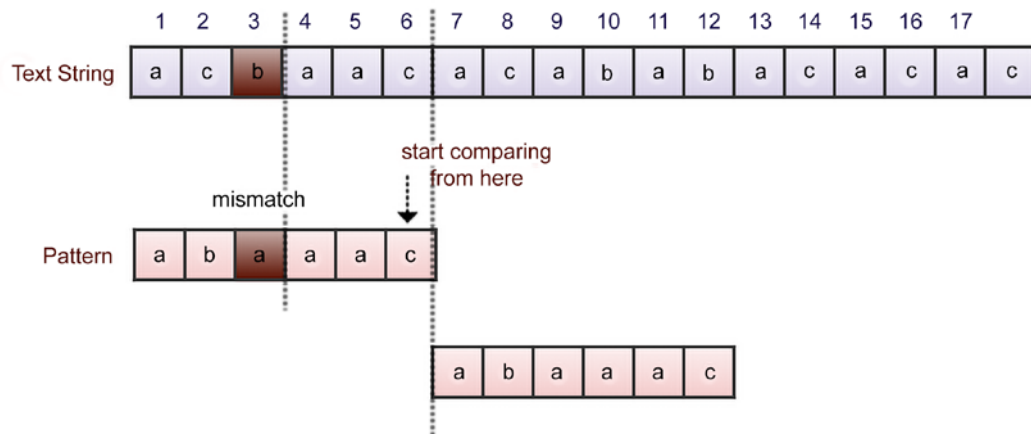 1 2 3 4 5 6 7 8 9 10 11 12 13 14 15 16 17
Text String a c b a a c a c a b a b a c a c a c
start comparing
from here
mismatch
Pattern a b a a a c
a b a a a c